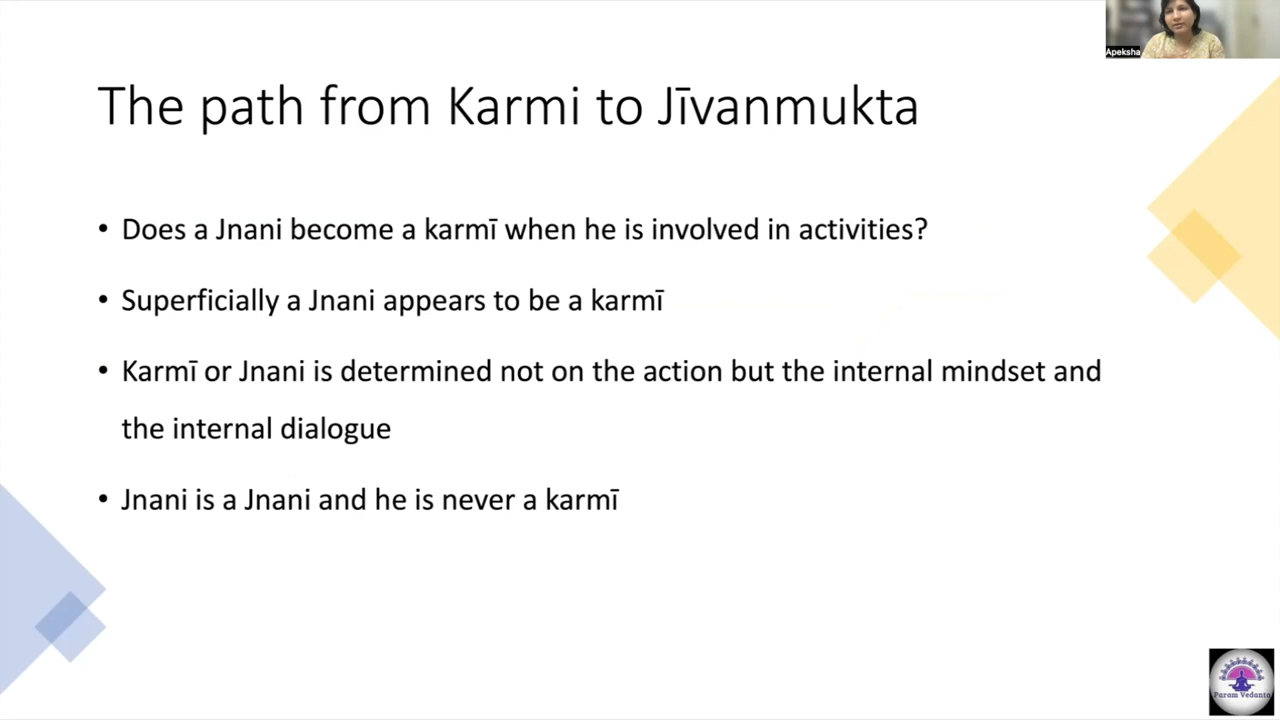 Apeksha
The path from Karmi to Jīvanmukta
• Does a Jnani become a karmī when he is involved in activities?
• Superficially a Jnani appears to be a karmī
• Karmī or Jnani is determined not on the action but the internal mindset and
the internal dialogue
• Jnani is a Jnani and he is never a karmī
Param Vedanta